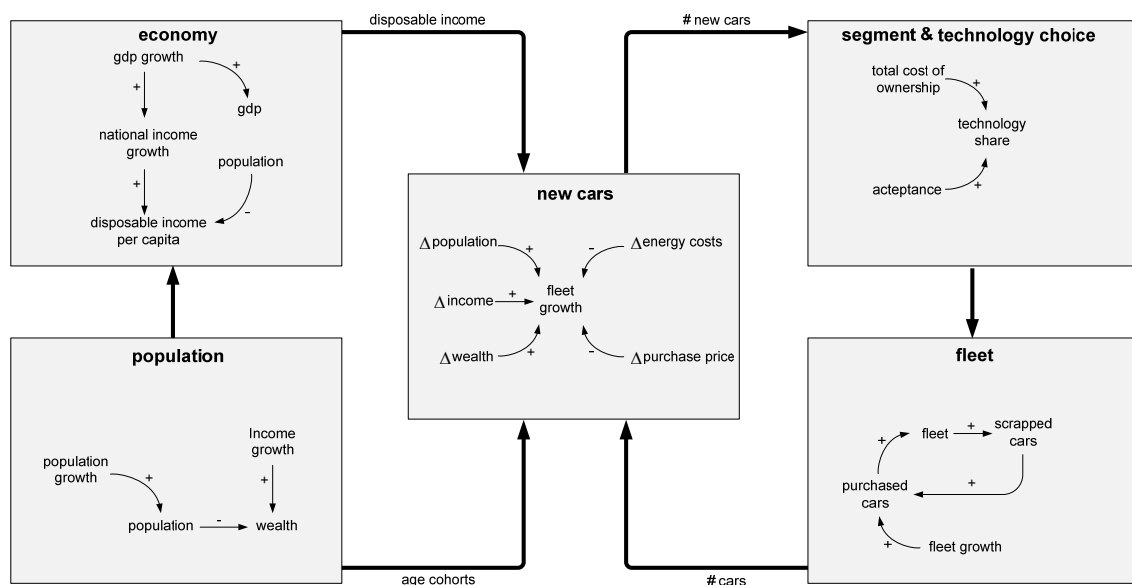 disposable income
# new cars
economy
gdp growth
+
+
gdp
national income
growth
population
+
-
disposable income
per capita
segment & technology choice
total cost of
ownership
+
technology
share
acteptance
+
new cars
Δpopulation
+
-
Δenergy costs
fleet
growth
Δincome
+
Δwealth
+
-
Δpurchase price
population
Income
growth
population
growth
+
+
population
-
wealth
fleet
fleet
+
scrapped
cars
+
purchased
cars
+
+
fleet growth
age cohorts
# cars